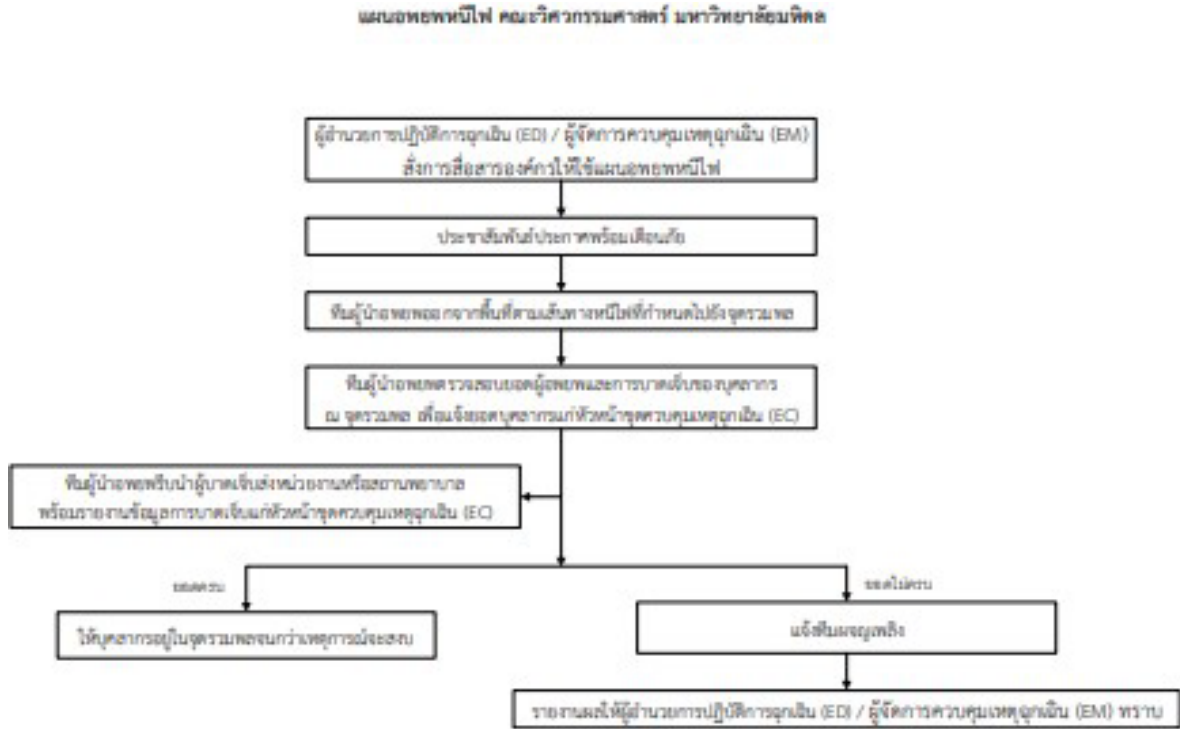 แผนอพยพหนีไฟ คณะวิศวกรรมศาสตร์ มหาวิทยาลัยมหิดล
ผู้อำนวยการปฏิบัติการฉุกเฉิน (ED) / ผู้จัดการควบคุมเหตุฉุกเฉิน (EM)
สั่งการสื่อสารองค์กรให้ใช้แผนอพยพหนีไฟ
ประชาสัมพันธ์ประกาศพร้อมเตือนภัย
ทีมผู้นำอพยพออกจากพื้นที่ตามเส้นทางหนีไฟที่กำหนดไปยังจุดรวมพล
ทีมผู้นำอพยพตรวจสอบยอดผู้อพยพและการบาดเจ็บของบุคลากร
ณ จุดรวมพล เพื่อแจ้งยอดบุคลากรแก่หัวหน้าชุดควบคุมเหตุฉุกเฉิน (EC)
ทีมผู้นำอพยพรีบนำผู้บาดเจ็บส่งหน่วยงานหรือสถานพยาบาล
พร้อมรายงานข้อมูลการบาดเจ็บแก่หัวหน้าชุดควบคุมเหตุฉุกเฉิน (EC)
ยอดครบ
ยอดไม่ครบ
ให้บุคลากรอยู่ในจุดรวมพลจนกว่าเหตุการณ์จะสงบ
แจ้งทีมผจญเพลิง
รายงานผลให้ผู้อำนวยการปฏิบัติการฉุกเฉิน (ED) / ผู้จัดการควบคุมเหตุฉุกเฉิน (EM) ทราบ